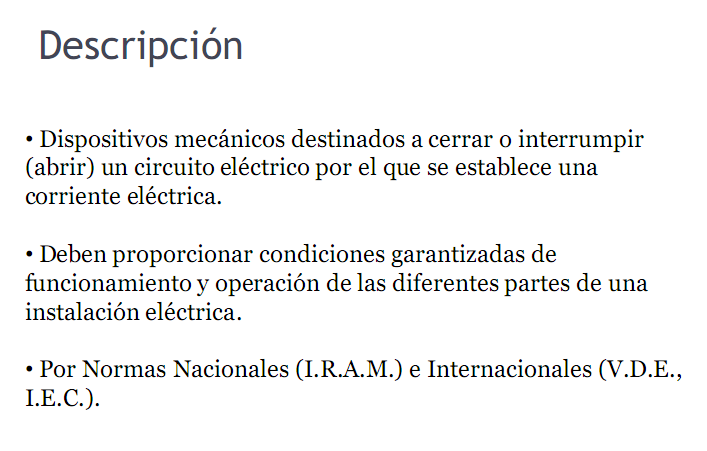 Descripción
• Dispositivos mecánicos destinados a cerrar o interrumpir
(abrir) un circuito eléctrico por el que se establece una
corriente eléctrica.
• Deben proporcionar condiciones garantizadas de
funcionamiento y operación de las diferentes partes de una
instalación eléctrica.
• Por Normas Nacionales (I.R.A.M.) e Internacionales (V.D.E.,
I.E.C.).